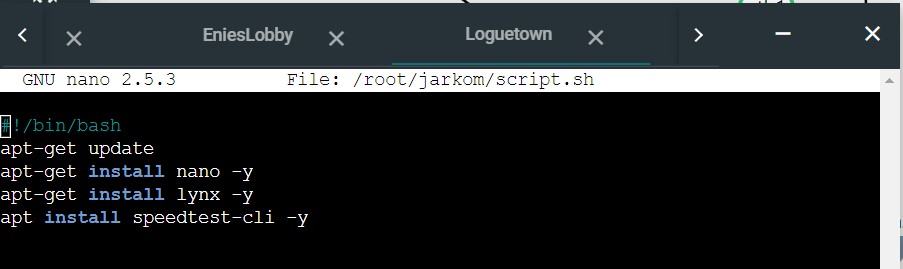 EniesLobby Loguetown
GNU nano 2.5.3 File: /root/jarkom/script.sh
#!/bin/bash
apt-get update
apt-get install nano -y
apt-get install lynx -y
apt install speedtest-cli -y